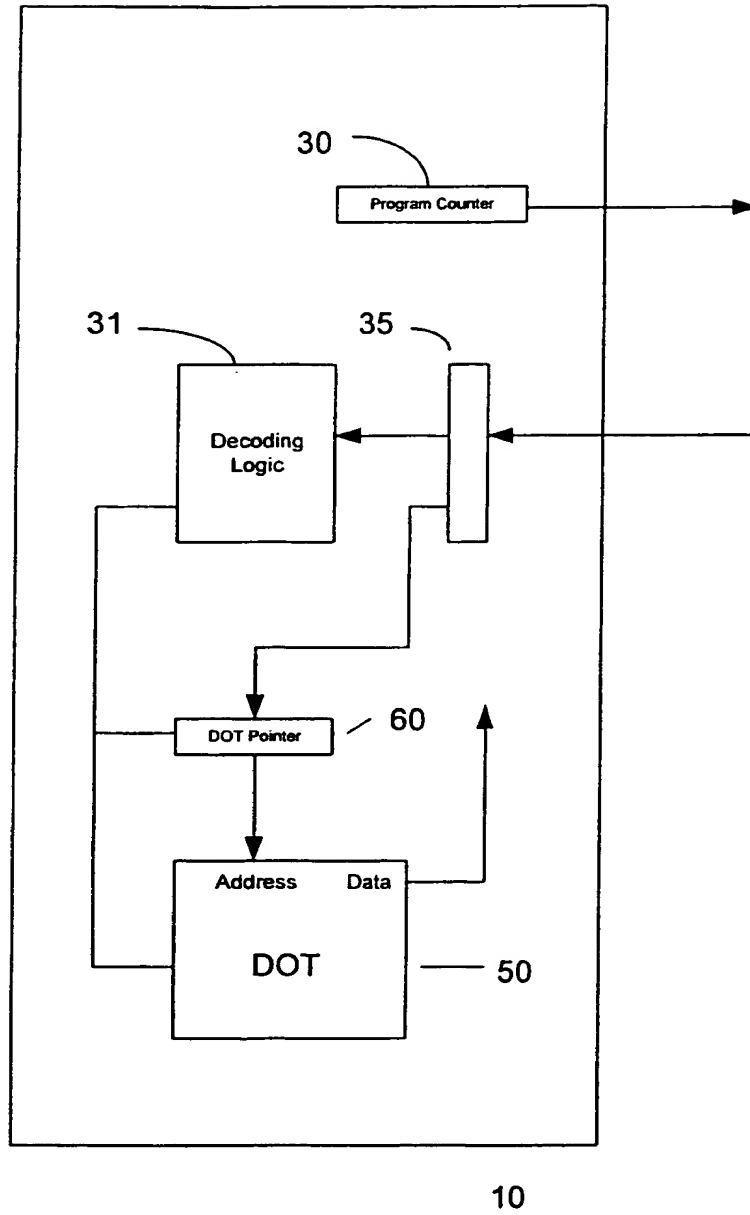 30
Program Counter
31
35
Decoding
Logic
DOT Pointer
60
Address Data
DOT
50
10